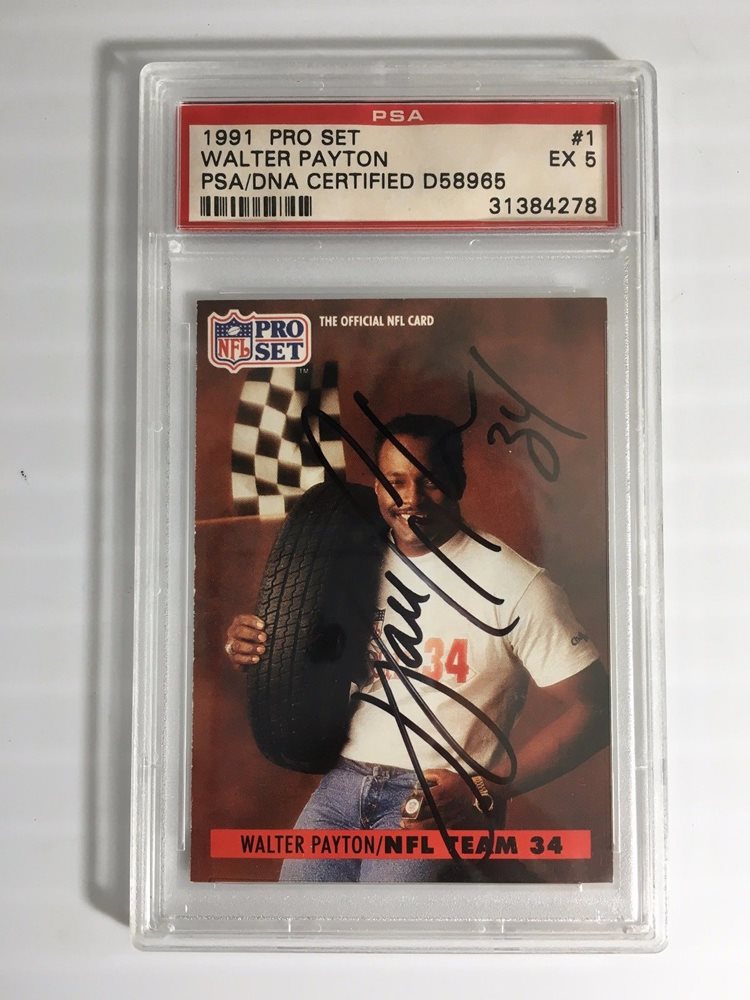 PSA
1991 PRO SET #1
WALTER PAYTON EX 5
PSA/DNA CERTIFIED D58965
31384278
PRO SET
NFL
TM
THE OFFICIAL NFL CARD
34
34
WALTER PAYTON/NFL TEAM 34